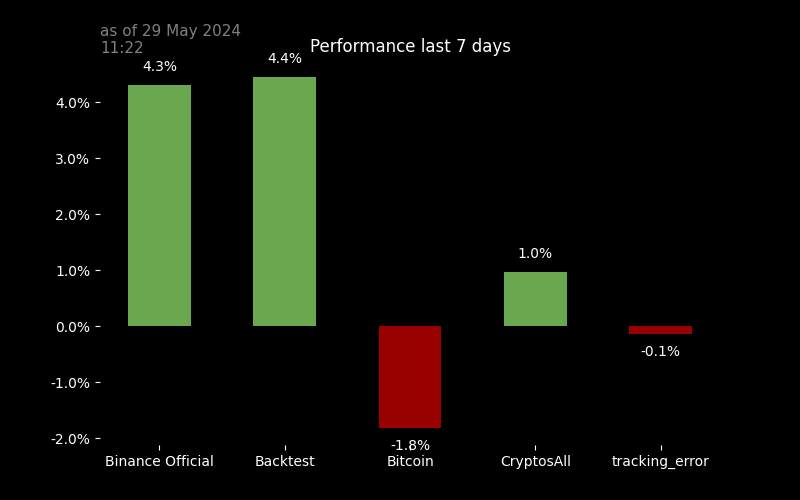 as of 29 May 2024
11:22
Performance last 7 days
4.3%
4.4%
4.0%
3.0%
2.0%
1.0%
1.0%
0.0%
-0.1%
-1.0%
-2.0%
-1.8%
Binance Official
Backtest
Bitcoin
CryptosAll
tracking_error